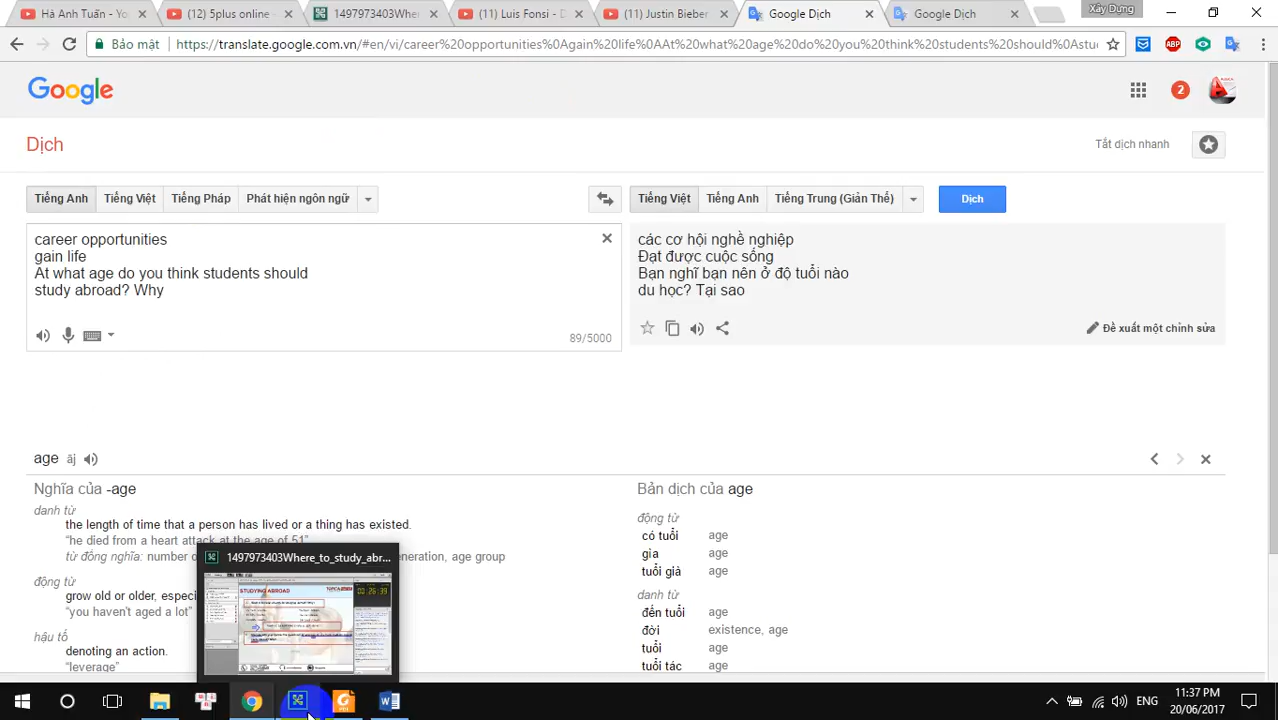 Hà Anh Tuấn - Yo
(12) 5plus online -
1497973403Wher
(11) Luis Fonsi - D
(11) Justin Bieber
Google Dịch
Google Dịch
Xây Dựng
Bảo mật
https://translate.google.com.vn/#en/vi/career%20opportunities%0Again%20life%0AAt%20what%20age%20do%20you%20think%20students%20should%0Astu
ABP
Google
2
Dịch
Tắt dịch nhanh
Tiếng Anh
Tiếng Việt
Tiếng Pháp
Phát hiện ngôn ngữ
Tiếng Việt
Tiếng Anh
Tiếng Trung (Giản Thể)
Dịch
career opportunities
gain life
At what age do you think students should
study abroad? Why
89/5000
các cơ hội nghề nghiệp
Đạt được cuộc sống
Bạn nghĩ bạn nên ở độ tuổi nào
du học? Tại sao
Đề xuất một chỉnh sửa
age āj
Nghĩa của -age
danh từ
the length of time that a person has lived or a thing has existed.
"he died from a heart attack at the age of 51"
từ đồng nghĩa: number o
eneration, age group
động từ
grow old or older, especi
"you haven't aged a lot"
hậu tố
denoting an action.
"leverage"
Bản dịch của age
động từ
có tuổi age
gia age
tuổi già age
danh từ
đến tuổi age
đời existence, age
tuổi age
tuổi tác age
1497973403Where_to_study_abr...
STUDYING ABROAD
TOPICA
00:26:39
ENG
11:37 PM
20/06/2017